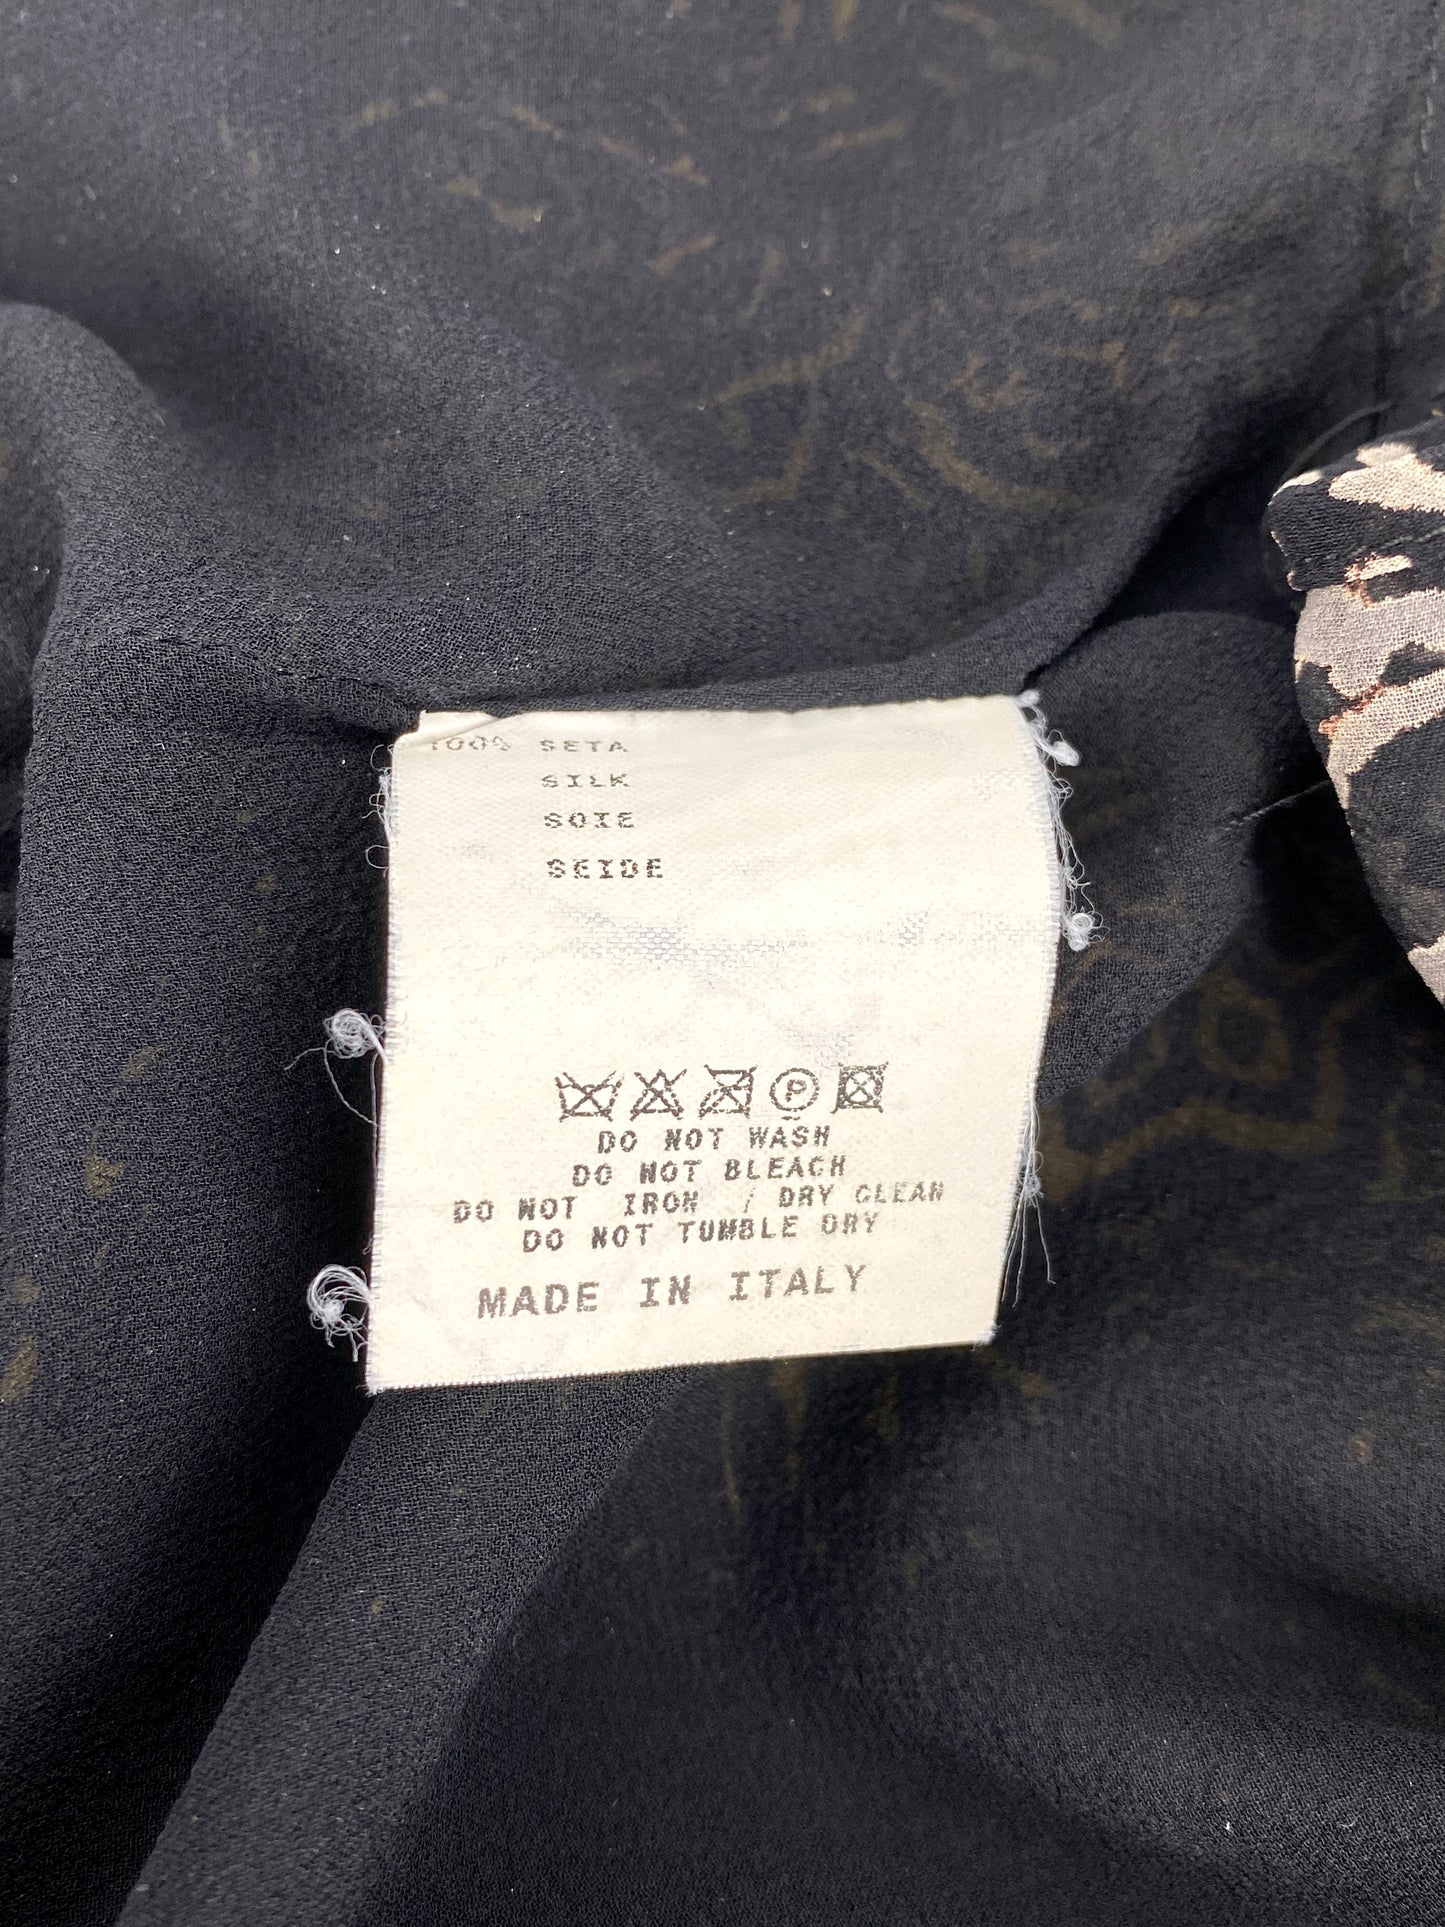 100% SETA
SILK
SOIE
SEIDE
P
DO NOT WASH
DO NOT BLEACH
DO NOT IRON / DRY CLEAN
DO NOT TUMBLE DRY
MADE IN ITALY